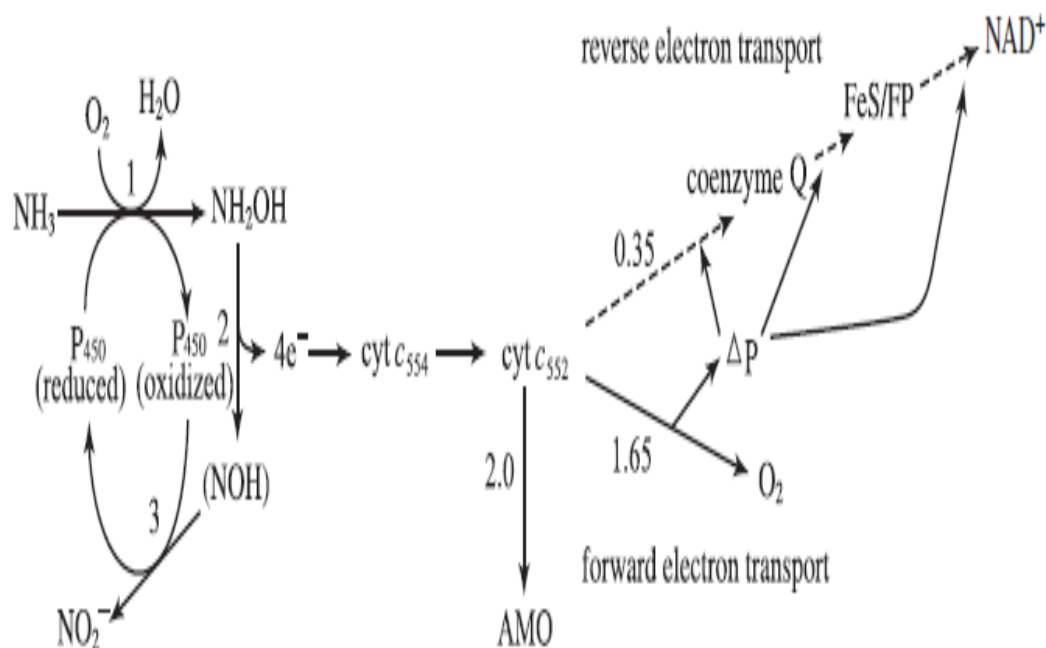 reverse electron transport
NAD⁺
FeS/FP
coenzyme Q
0.35
O₂
H₂O
1
NH₃
NH₂OH
P₄₅₀
(reduced)
P₄₅₀
(oxidized)
2
4e⁻
cyt c₅₅₄
cyt c₅₅₂
ΔP
1.65
O₂
2.0
(NOH)
3
NO₂⁻
AMO
forward electron transport